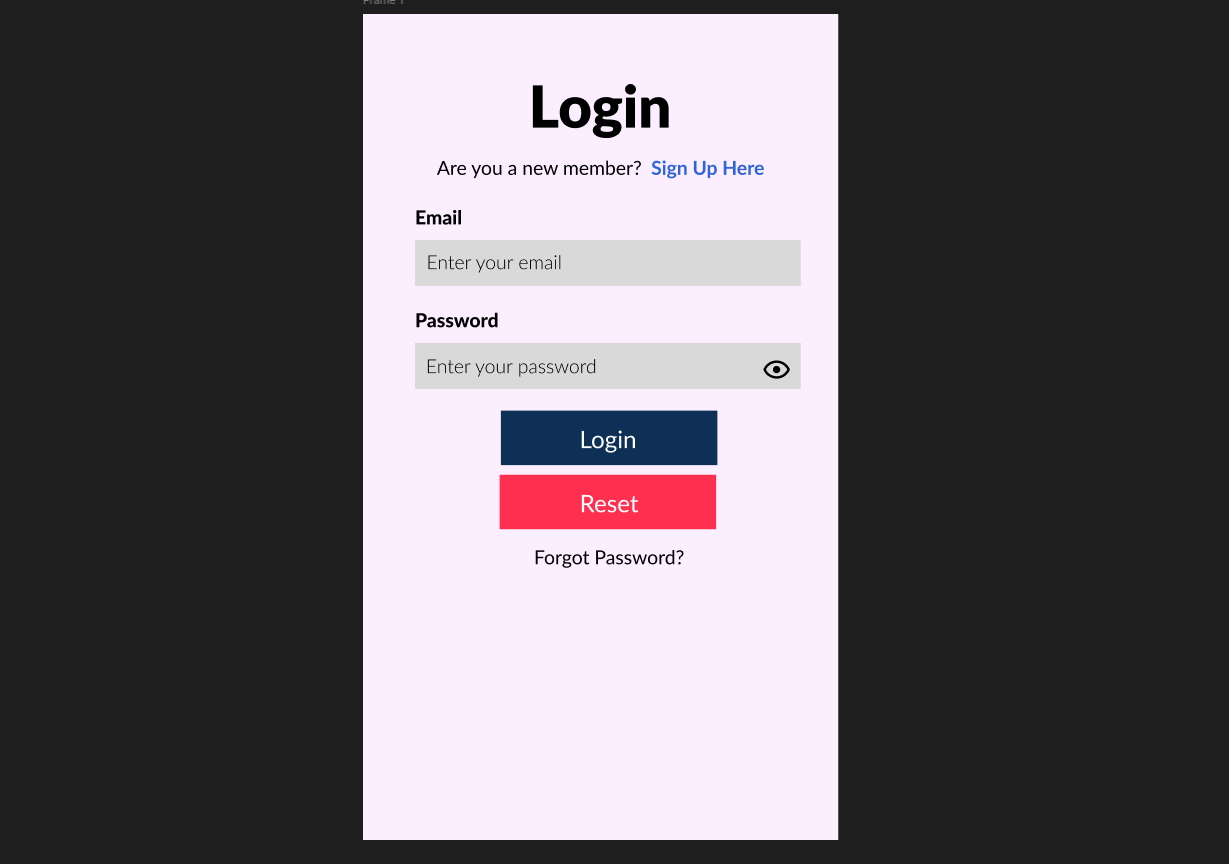 Frame 1
Login
Are you a new member? Sign Up Here
Email
Enter your email
Password
Enter your password
Login
Reset
Forgot Password?